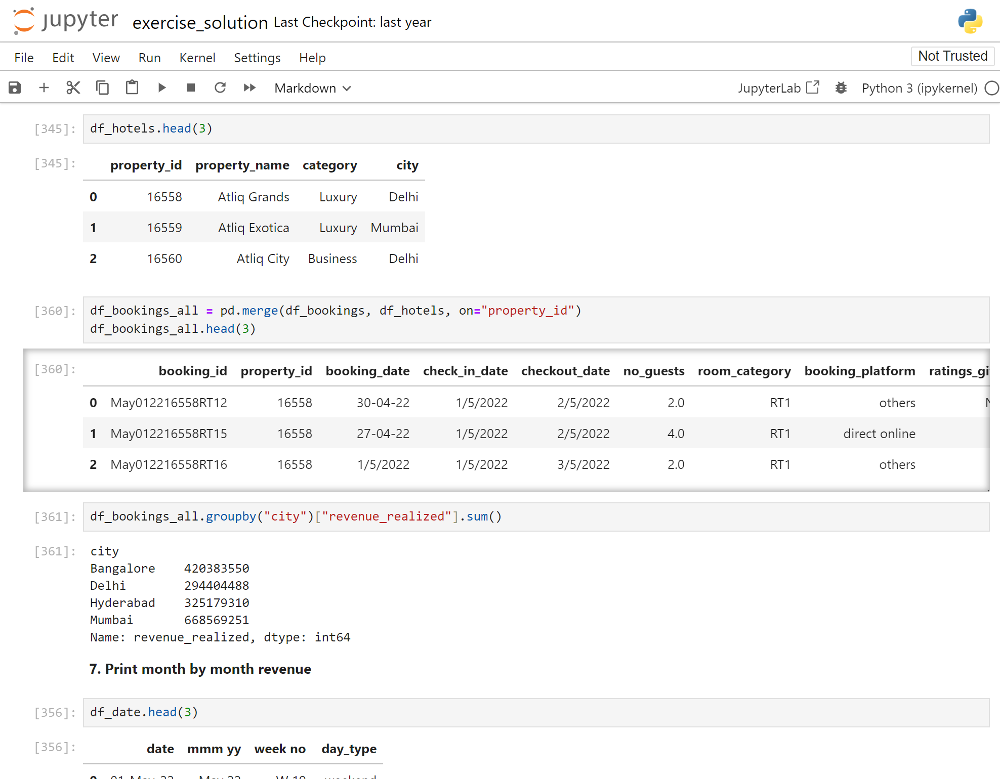 jupyter exercise_solution Last Checkpoint: last year
File Edit View Run Kernel Settings Help Not Trusted
Markdown JupyterLab Python 3 (ipykernel)
[345]: df_hotels.head(3)
[345]: property_id property_name category city
0 16558 Atliq Grands Luxury Delhi
1 16559 Atliq Exotica Luxury Mumbai
2 16560 Atliq City Business Delhi
[360]: df_bookings_all = pd.merge(df_bookings, df_hotels, on="property_id")
df_bookings_all.head(3)
[360]: booking_id property_id booking_date check_in_date checkout_date no_guests room_category booking_platform ratings_gi
0 May012216558RT12 16558 30-04-22 1/5/2022 2/5/2022 2.0 RT1 others
1 May012216558RT15 16558 27-04-22 1/5/2022 2/5/2022 4.0 RT1 direct online
2 May012216558RT16 16558 1/5/2022 1/5/2022 3/5/2022 2.0 RT1 others
[361]: df_bookings_all.groupby("city")["revenue_realized"].sum()
[361]: city
Bangalore 420383550
Delhi 294404488
Hyderabad 325179310
Mumbai 668569251
Name: revenue_realized, dtype: int64
7. Print month by month revenue
[356]: df_date.head(3)
[356]: date mmm yy week no day_type